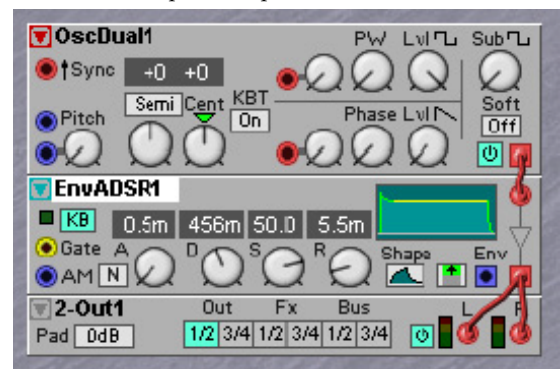 OscDual1 PW Lvl Sub
Sync +0 +0
Semi Cent KBT Soft
Pitch On Phase Lvl Off
EnvADSR1
KB 0.5m 456m 50.0 5.5m
Gate A D S R Shape Env
AM N
2-Out1 Out Fx Bus L R
Pad 0dB 1/2 3/4 1/2 3/4 1/2 3/4